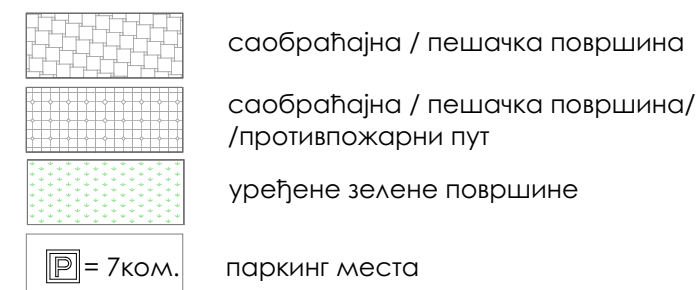 саобраћајна / пешачка површина
саобраћајна / пешачка површина/
/противпожарни пут
уређене зелене површине
P = 7ком. паркинг места